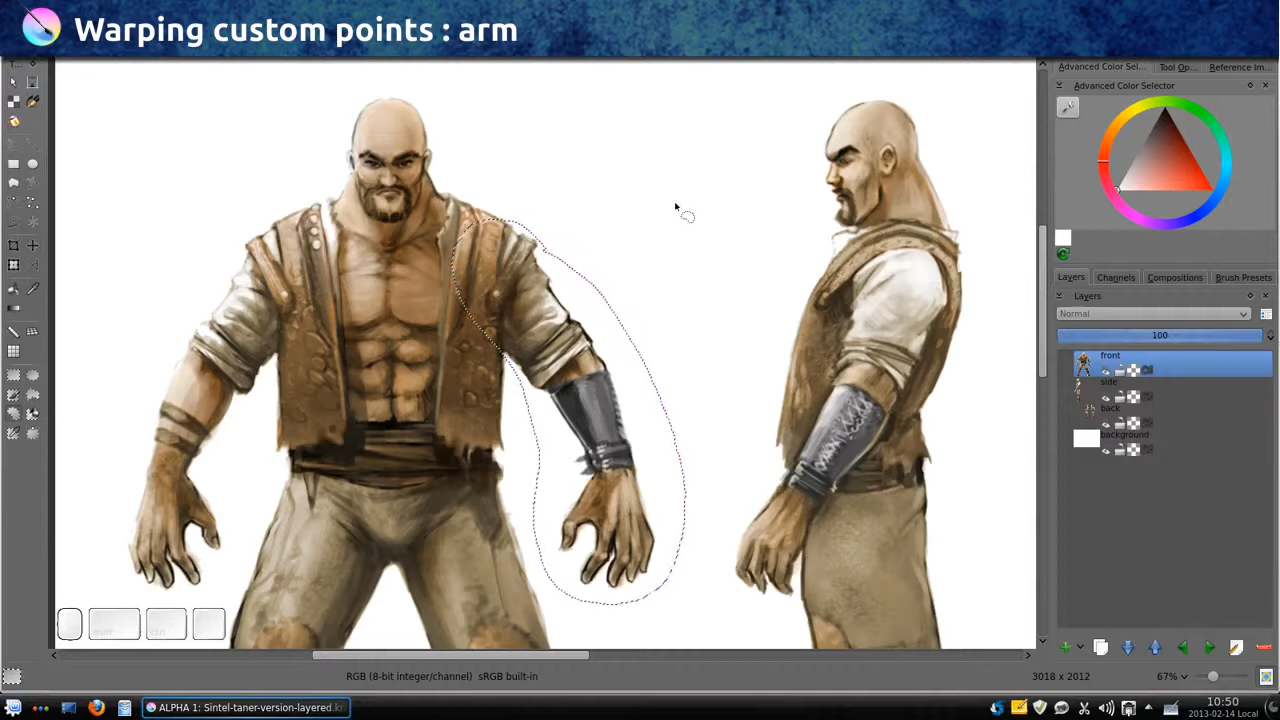 Warping custom points : arm
Advanced Color Sel... Tool Op... Reference Im...
Advanced Color Selector
Layers Channels Compositions Brush Presets
Layers
Normal
100
front
side
back
background
RGB (8-bit integer/channel) sRGB built-in
3018 x 2012
67%
ALPHA 1: Sintel-taner-version-layered.kr
10:50
2013-02-14 Local